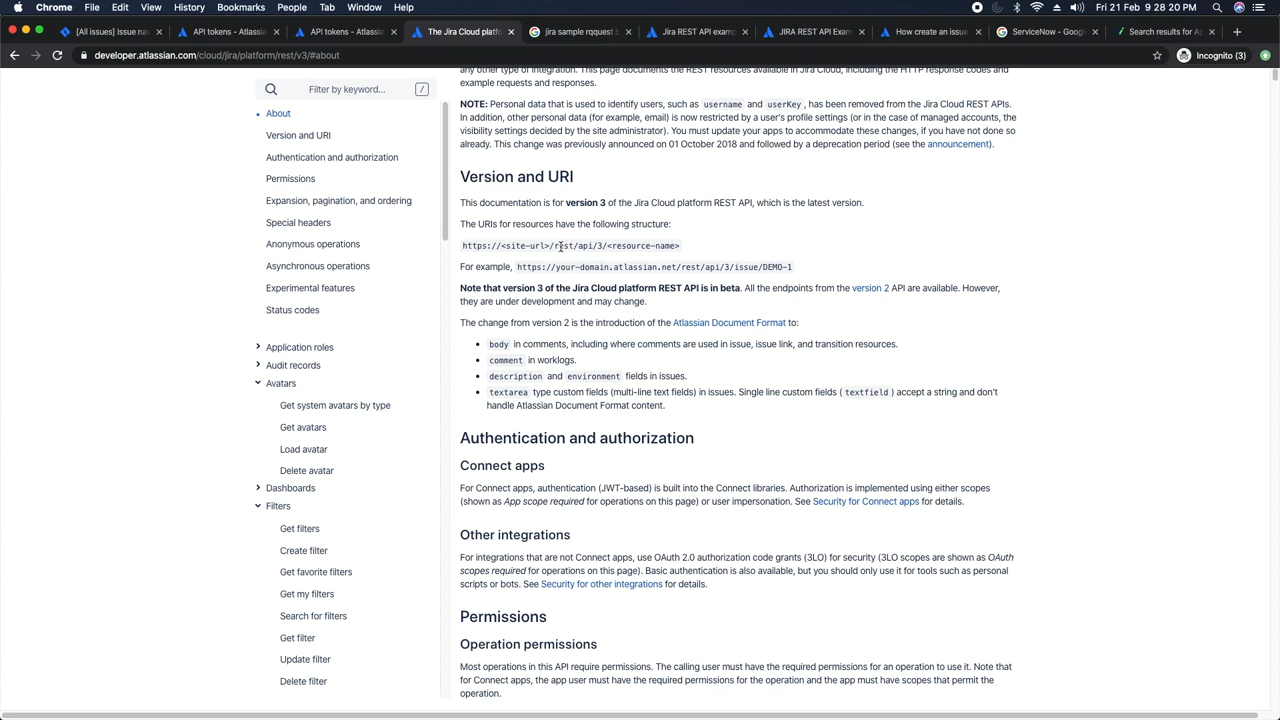 Chrome File Edit View History Bookmarks People Tab Window Help Fri 21 Feb 9:28:20 PM
[All issues] Issue nav
API tokens - Atlassia
API tokens - Atlassia
The Jira Cloud platfo
jira sample rqquest b
Jira REST API examp
JIRA REST API Exam
How create an issue
ServiceNow - Googl
Search results for Ap
developer.atlassian.com/cloud/jira/platform/rest/v3/#about
Incognito (3)
Filter by keyword... /
About
Version and URI
Authentication and authorization
Permissions
Expansion, pagination, and ordering
Special headers
Anonymous operations
Asynchronous operations
Experimental features
Status codes
Application roles
Audit records
Avatars
Get system avatars by type
Get avatars
Load avatar
Delete avatar
Dashboards
Filters
Get filters
Create filter
Get favorite filters
Get my filters
Search for filters
Get filter
Update filter
Delete filter
any other type of integration. This page documents the REST resources available in Jira Cloud, including the HTTP response codes and
example requests and responses.
NOTE: Personal data that is used to identify users, such as username and userKey, has been removed from the Jira Cloud REST APIs.
In addition, other personal data (for example, email) is now restricted by a user's profile settings (or in the case of managed accounts, the
visibility settings decided by the site administrator). You must update your apps to accommodate these changes, if you have not done so
already. This change was previously announced on 01 October 2018 and followed by a deprecation period (see the announcement).
Version and URI
This documentation is for version 3 of the Jira Cloud platform REST API, which is the latest version.
The URIs for resources have the following structure:
https://<site-url>/rest/api/3/<resource-name>
For example, https://your-domain.atlassian.net/rest/api/3/issue/DEMO-1
Note that version 3 of the Jira Cloud platform REST API is in beta. All the endpoints from the version 2 API are available. However,
they are under development and may change.
The change from version 2 is the introduction of the Atlassian Document Format to:
• body in comments, including where comments are used in issue, issue link, and transition resources.
• comment in worklogs.
• description and environment fields in issues.
• textarea type custom fields (multi-line text fields) in issues. Single line custom fields ( textfield ) accept a string and don't
handle Atlassian Document Format content.
Authentication and authorization
Connect apps
For Connect apps, authentication (JWT-based) is built into the Connect libraries. Authorization is implemented using either scopes
(shown as App scope required for operations on this page) or user impersonation. See Security for Connect apps for details.
Other integrations
For integrations that are not Connect apps, use OAuth 2.0 authorization code grants (3LO) for security (3LO scopes are shown as OAuth
scopes required for operations on this page). Basic authentication is also available, but you should only use it for tools such as personal
scripts or bots. See Security for other integrations for details.
Permissions
Operation permissions
Most operations in this API require permissions. The calling user must have the required permissions for an operation to use it. Note that
for Connect apps, the app user must have the required permissions for the operation and the app must have scopes that permit the
operation.